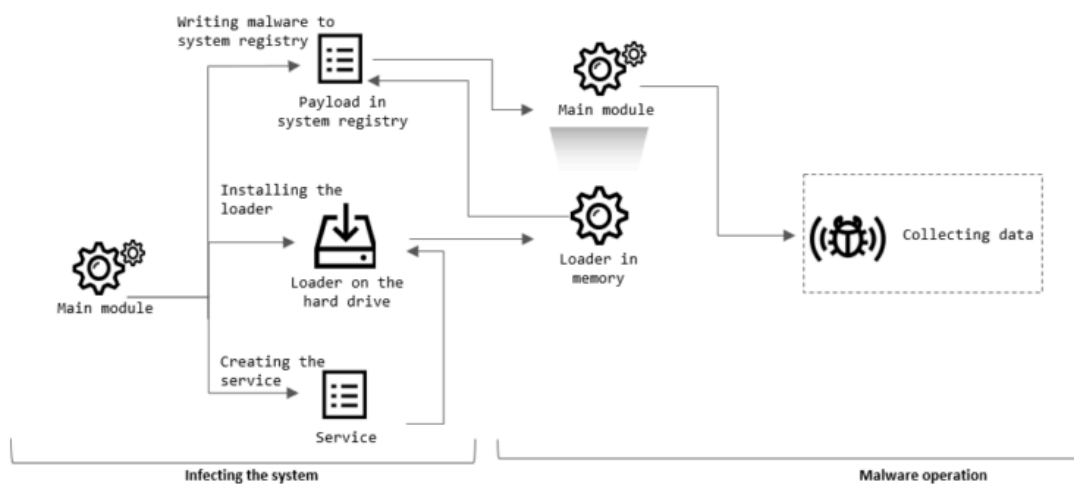 Writing malware to
system registry
Payload in
system registry
Main module
Installing the
loader
Loader on the
hard drive
Loader in
memory
Collecting data
Main module
Creating the
service
Service
Infecting the system
Malware operation